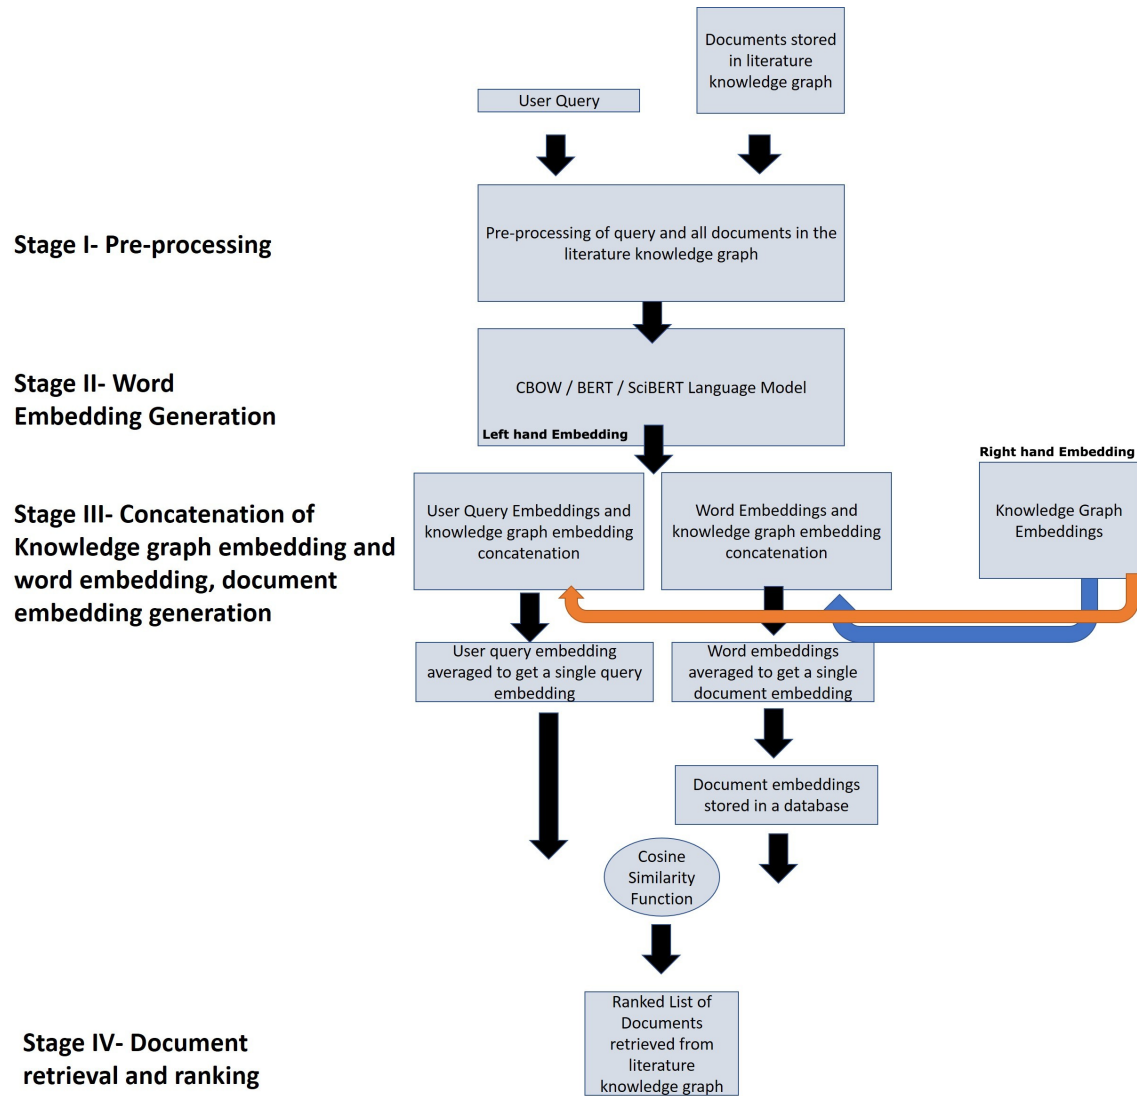 Documents stored
in literature
knowledge graph
User Query
Stage I- Pre-processing
Pre-processing of query and all documents in the
literature knowledge graph
Stage II- Word
Embedding Generation
CBOW / BERT / SciBERT Language Model
Left hand Embedding
Right hand Embedding
Stage III- Concatenation of
Knowledge graph embedding and
word embedding, document
embedding generation
User Query Embeddings and
knowledge graph embedding
concatenation
Word Embeddings and
knowledge graph embedding
concatenation
Knowledge Graph
Embeddings
User query embedding
averaged to get a single query
embedding
Word embeddings
averaged to get a single
document embedding
Document embeddings
stored in a database
Cosine
Similarity
Function
Stage IV- Document
retrieval and ranking
Ranked List of
Documents
retrieved from
literature
knowledge graph